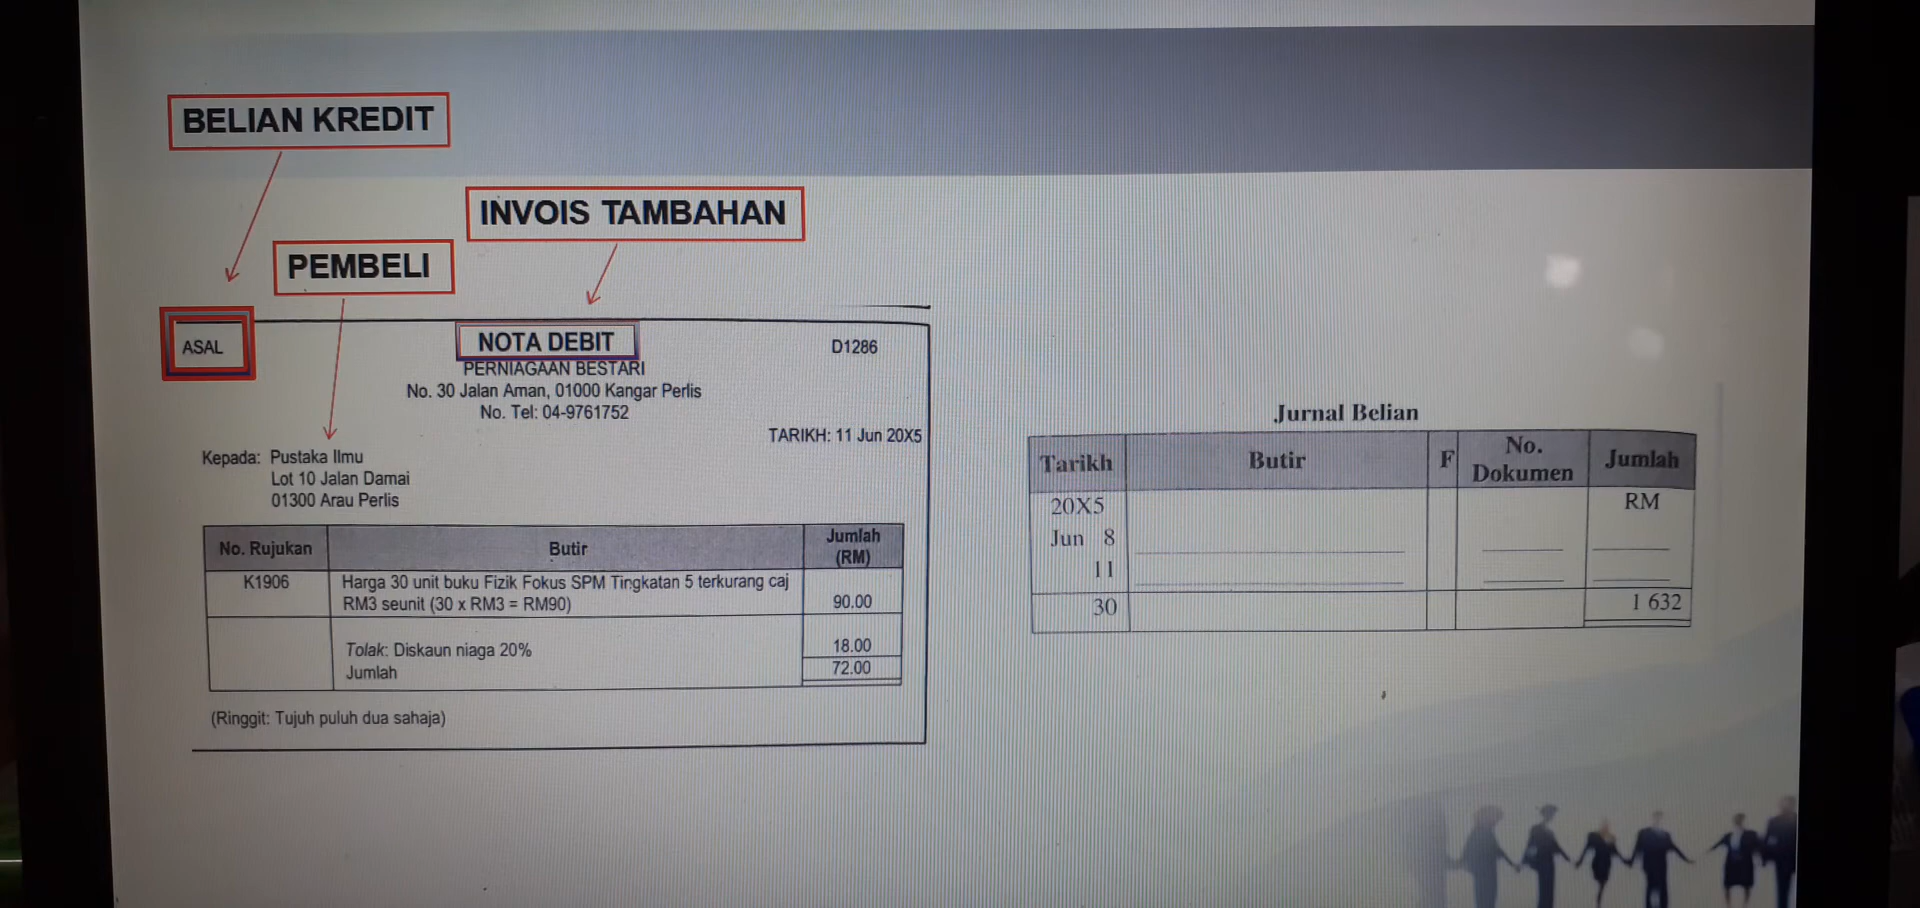 BELIAN KREDIT
INVOIS TAMBAHAN
PEMBELI
ASAL
NOTA DEBIT
D1286
PERNIAGAAN BESTARI
No. 30 Jalan Aman, 01000 Kangar Perlis
No. Tel: 04-9761752
TARIKH: 11 Jun 20X5
Kepada: Pustaka Ilmu
Lot 10 Jalan Damai
01300 Arau Perlis
No. Rujukan Butir Jumlah (RM)
K1906 Harga 30 unit buku Fizik Fokus SPM Tingkatan 5 terkurang caj
RM3 seunit (30 x RM3 = RM90) 90.00
Tolak: Diskaun niaga 20% 18.00
Jumlah 72.00
(Ringgit: Tujuh puluh dua sahaja)
Jurnal Belian
Tarikh Butir F No. Dokumen Jumlah
20X5 RM
Jun 8
11
30 1 632